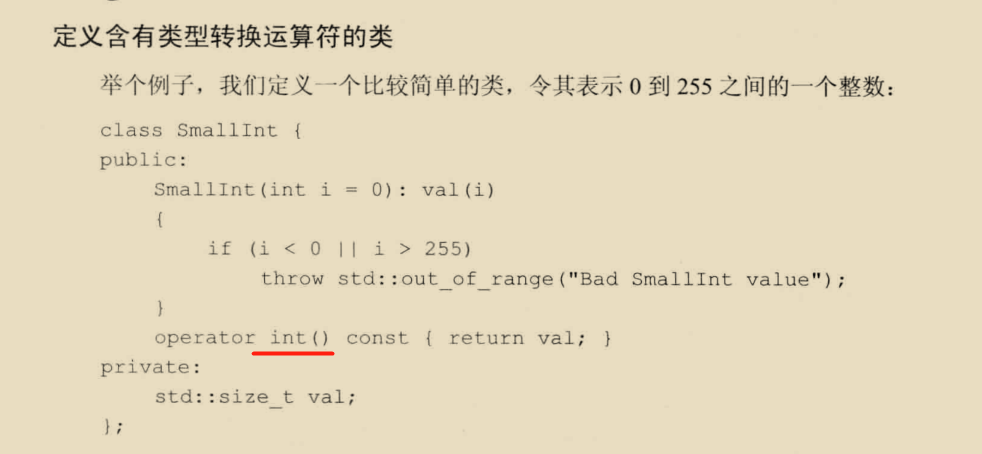 定义含有类型转换运算符的类
举个例子，我们定义一个比较简单的类，令其表示 0 到 255 之间的一个整数：
class SmallInt {
public:
    SmallInt(int i = 0): val(i)
    {
        if (i < 0 || i > 255)
            throw std::out_of_range("Bad SmallInt value");
    }
    operator int() const { return val; }
private:
    std::size_t val;
};